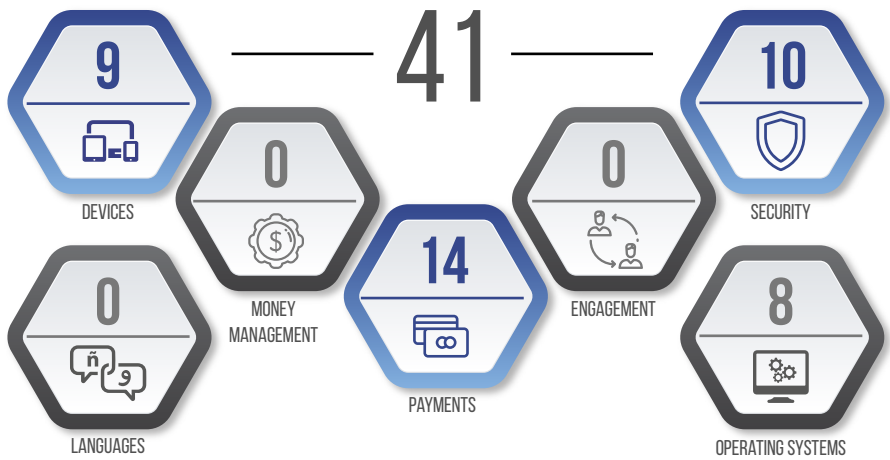 41
9
DEVICES
0
MONEY
MANAGEMENT
0
LANGUAGES
ñ
و
$
14
PAYMENTS
0
ENGAGEMENT
10
SECURITY
8
OPERATING SYSTEMS